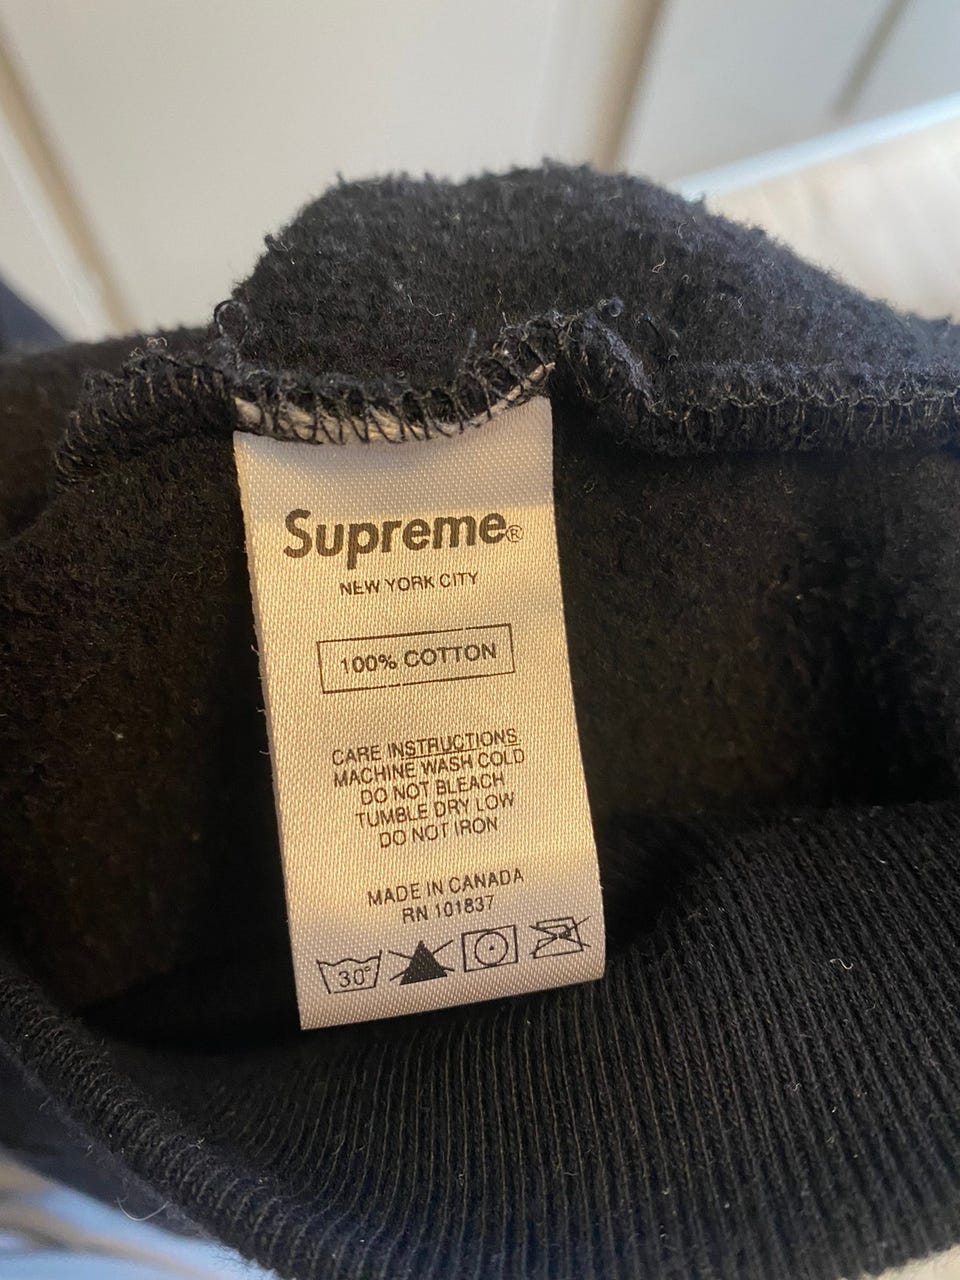 Supreme®
NEW YORK CITY
100% COTTON
CARE INSTRUCTIONS
MACHINE WASH COLD
DO NOT BLEACH
TUMBLE DRY LOW
DO NOT IRON
MADE IN CANADA
RN 101837
30°